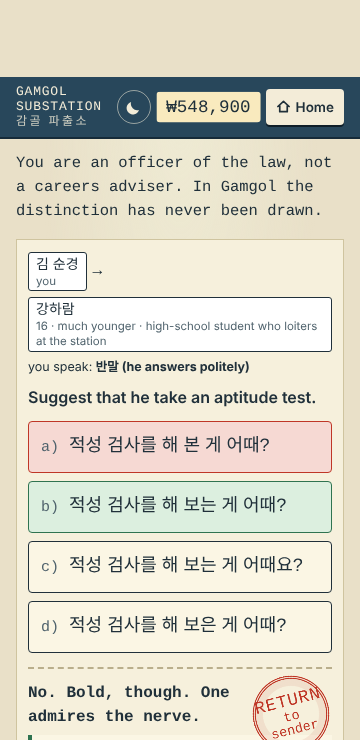 GAMGOL
SUBSTATION
감골 파출소
₩548,900
Home
You are an officer of the law, not
a careers adviser. In Gamgol the
distinction has never been drawn.
김 순경
you
→
강하람
16 · much younger · high-school student who loiters
at the station
you speak: 반말 (he answers politely)
Suggest that he take an aptitude test.
a) 적성 검사를 해 본 게 어때?
b) 적성 검사를 해 보는 게 어때?
c) 적성 검사를 해 보는 게 어때요?
d) 적성 검사를 해 보은 게 어때?
No. Bold, though. One
admires the nerve.
RETURN
to
sender